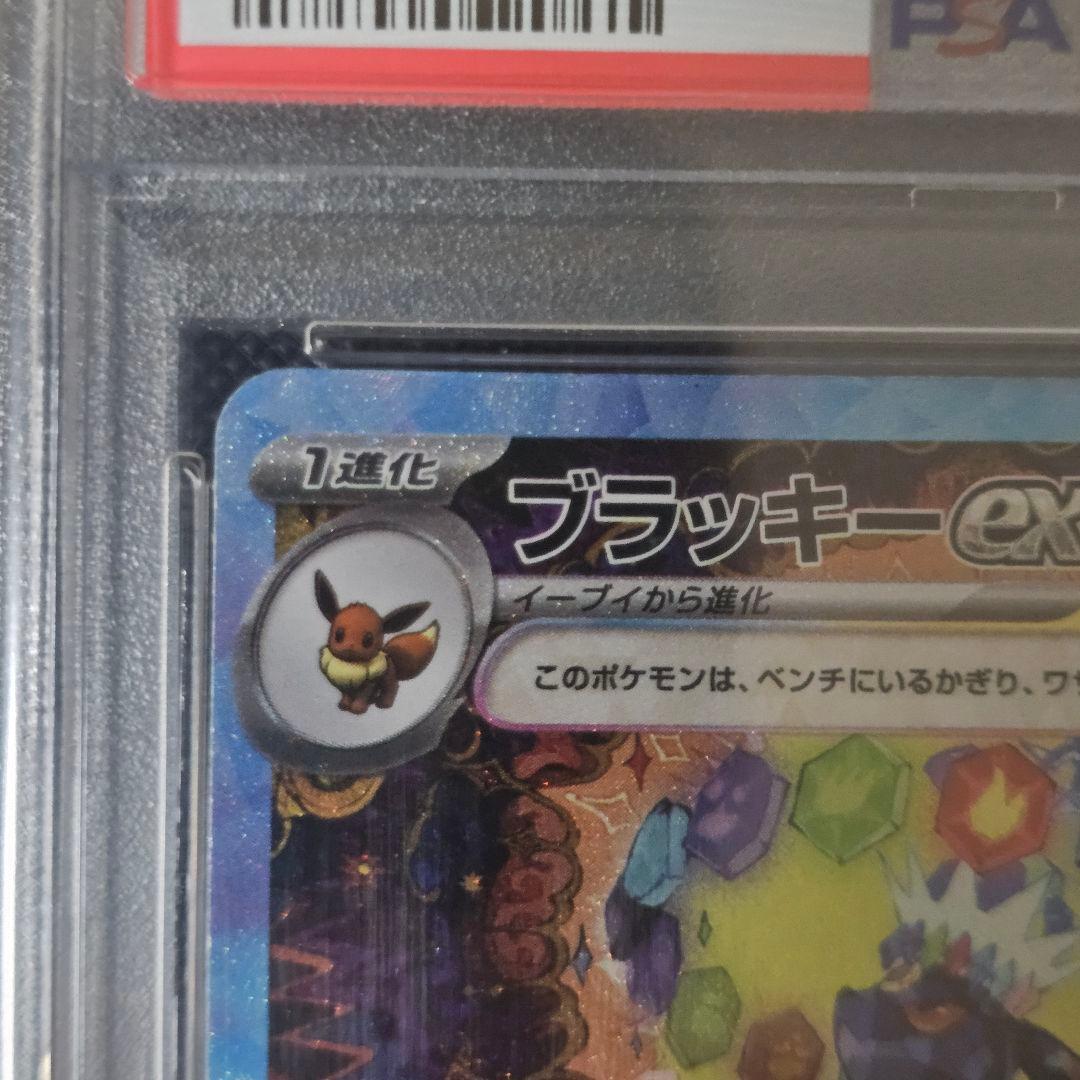 PSA
1進化
ブラッキーex
イーブイから進化
このポケモンは、ベンチにいるかぎり、ワザ